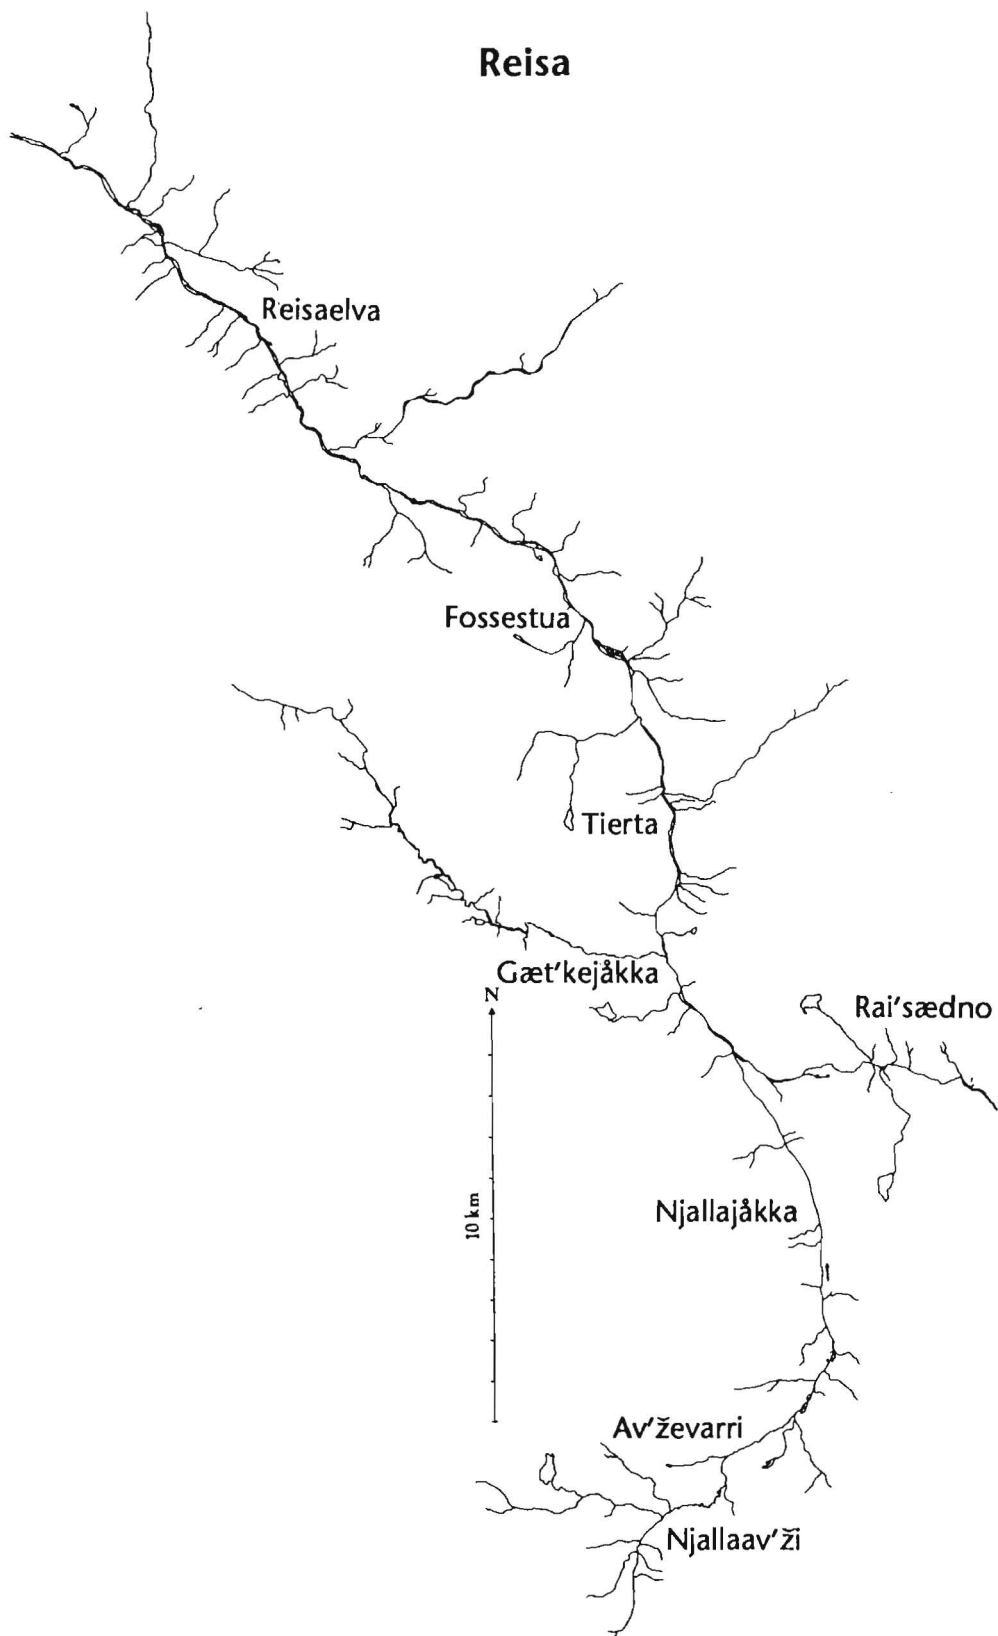 Reisa
Reisaelva
Fossestua
Tierta
Gæt'kejåkka
N
Rai'sædno
10 km
Njallajåkka
Av'ževarri
Njallaav'ži